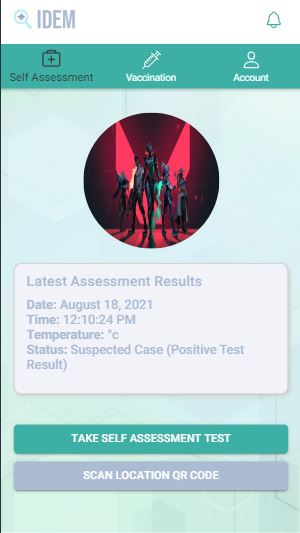 IDEM
Self Assessment
Vaccination
Account
Latest Assessment Results
Date: August 18, 2021
Time: 12:10:24 PM
Temperature: °c
Status: Suspected Case (Positive Test
Result)
TAKE SELF ASSESSMENT TEST
SCAN LOCATION QR CODE